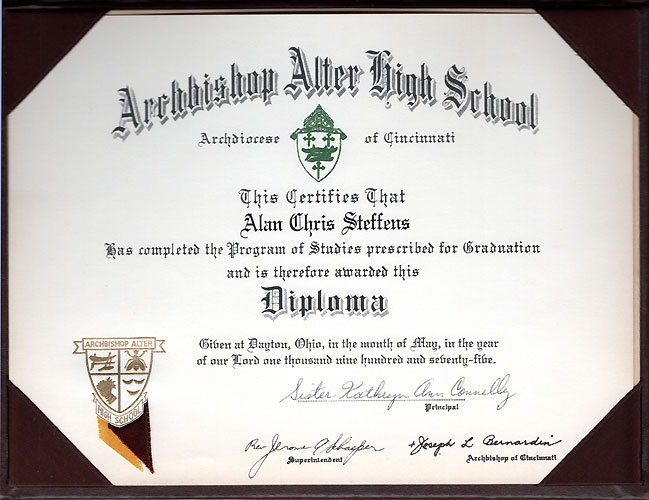 Archbishop Alter High School
Archdiocese of Cincinnati
This Certifies That
Alan Chris Steffens
Has completed the Program of Studies prescribed for Graduation
and is therefore awarded this
Diploma
Given at Dayton, Ohio, in the month of May, in the year
of our Lord one thousand nine hundred and seventy-five.
ARCHBISHOP ALTER
HIGH SCHOOL
Sister Kathryn Ann Connelly
Principal
Rev Jerome A
Superintendent
+ Joseph L Bernardin
Archbishop of Cincinnati